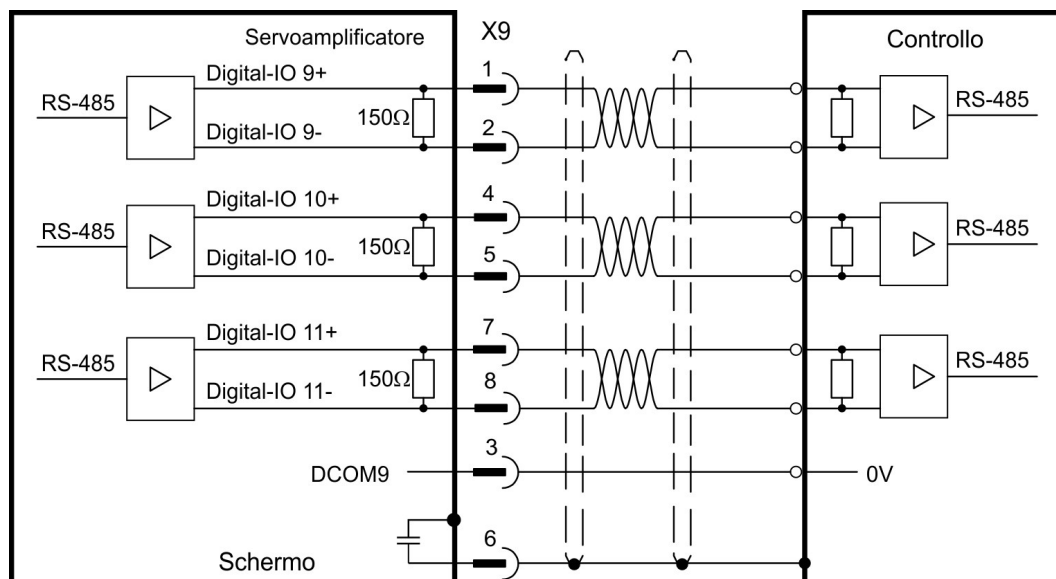 Servoamplificatore
X9
Controllo
Digital-IO 9+
1
RS-485
150Ω
RS-485
Digital-IO 9-
2
Digital-IO 10+
4
RS-485
150Ω
RS-485
Digital-IO 10-
5
Digital-IO 11+
7
RS-485
150Ω
RS-485
Digital-IO 11-
8
3
DCOM9
0V
6
Schermo